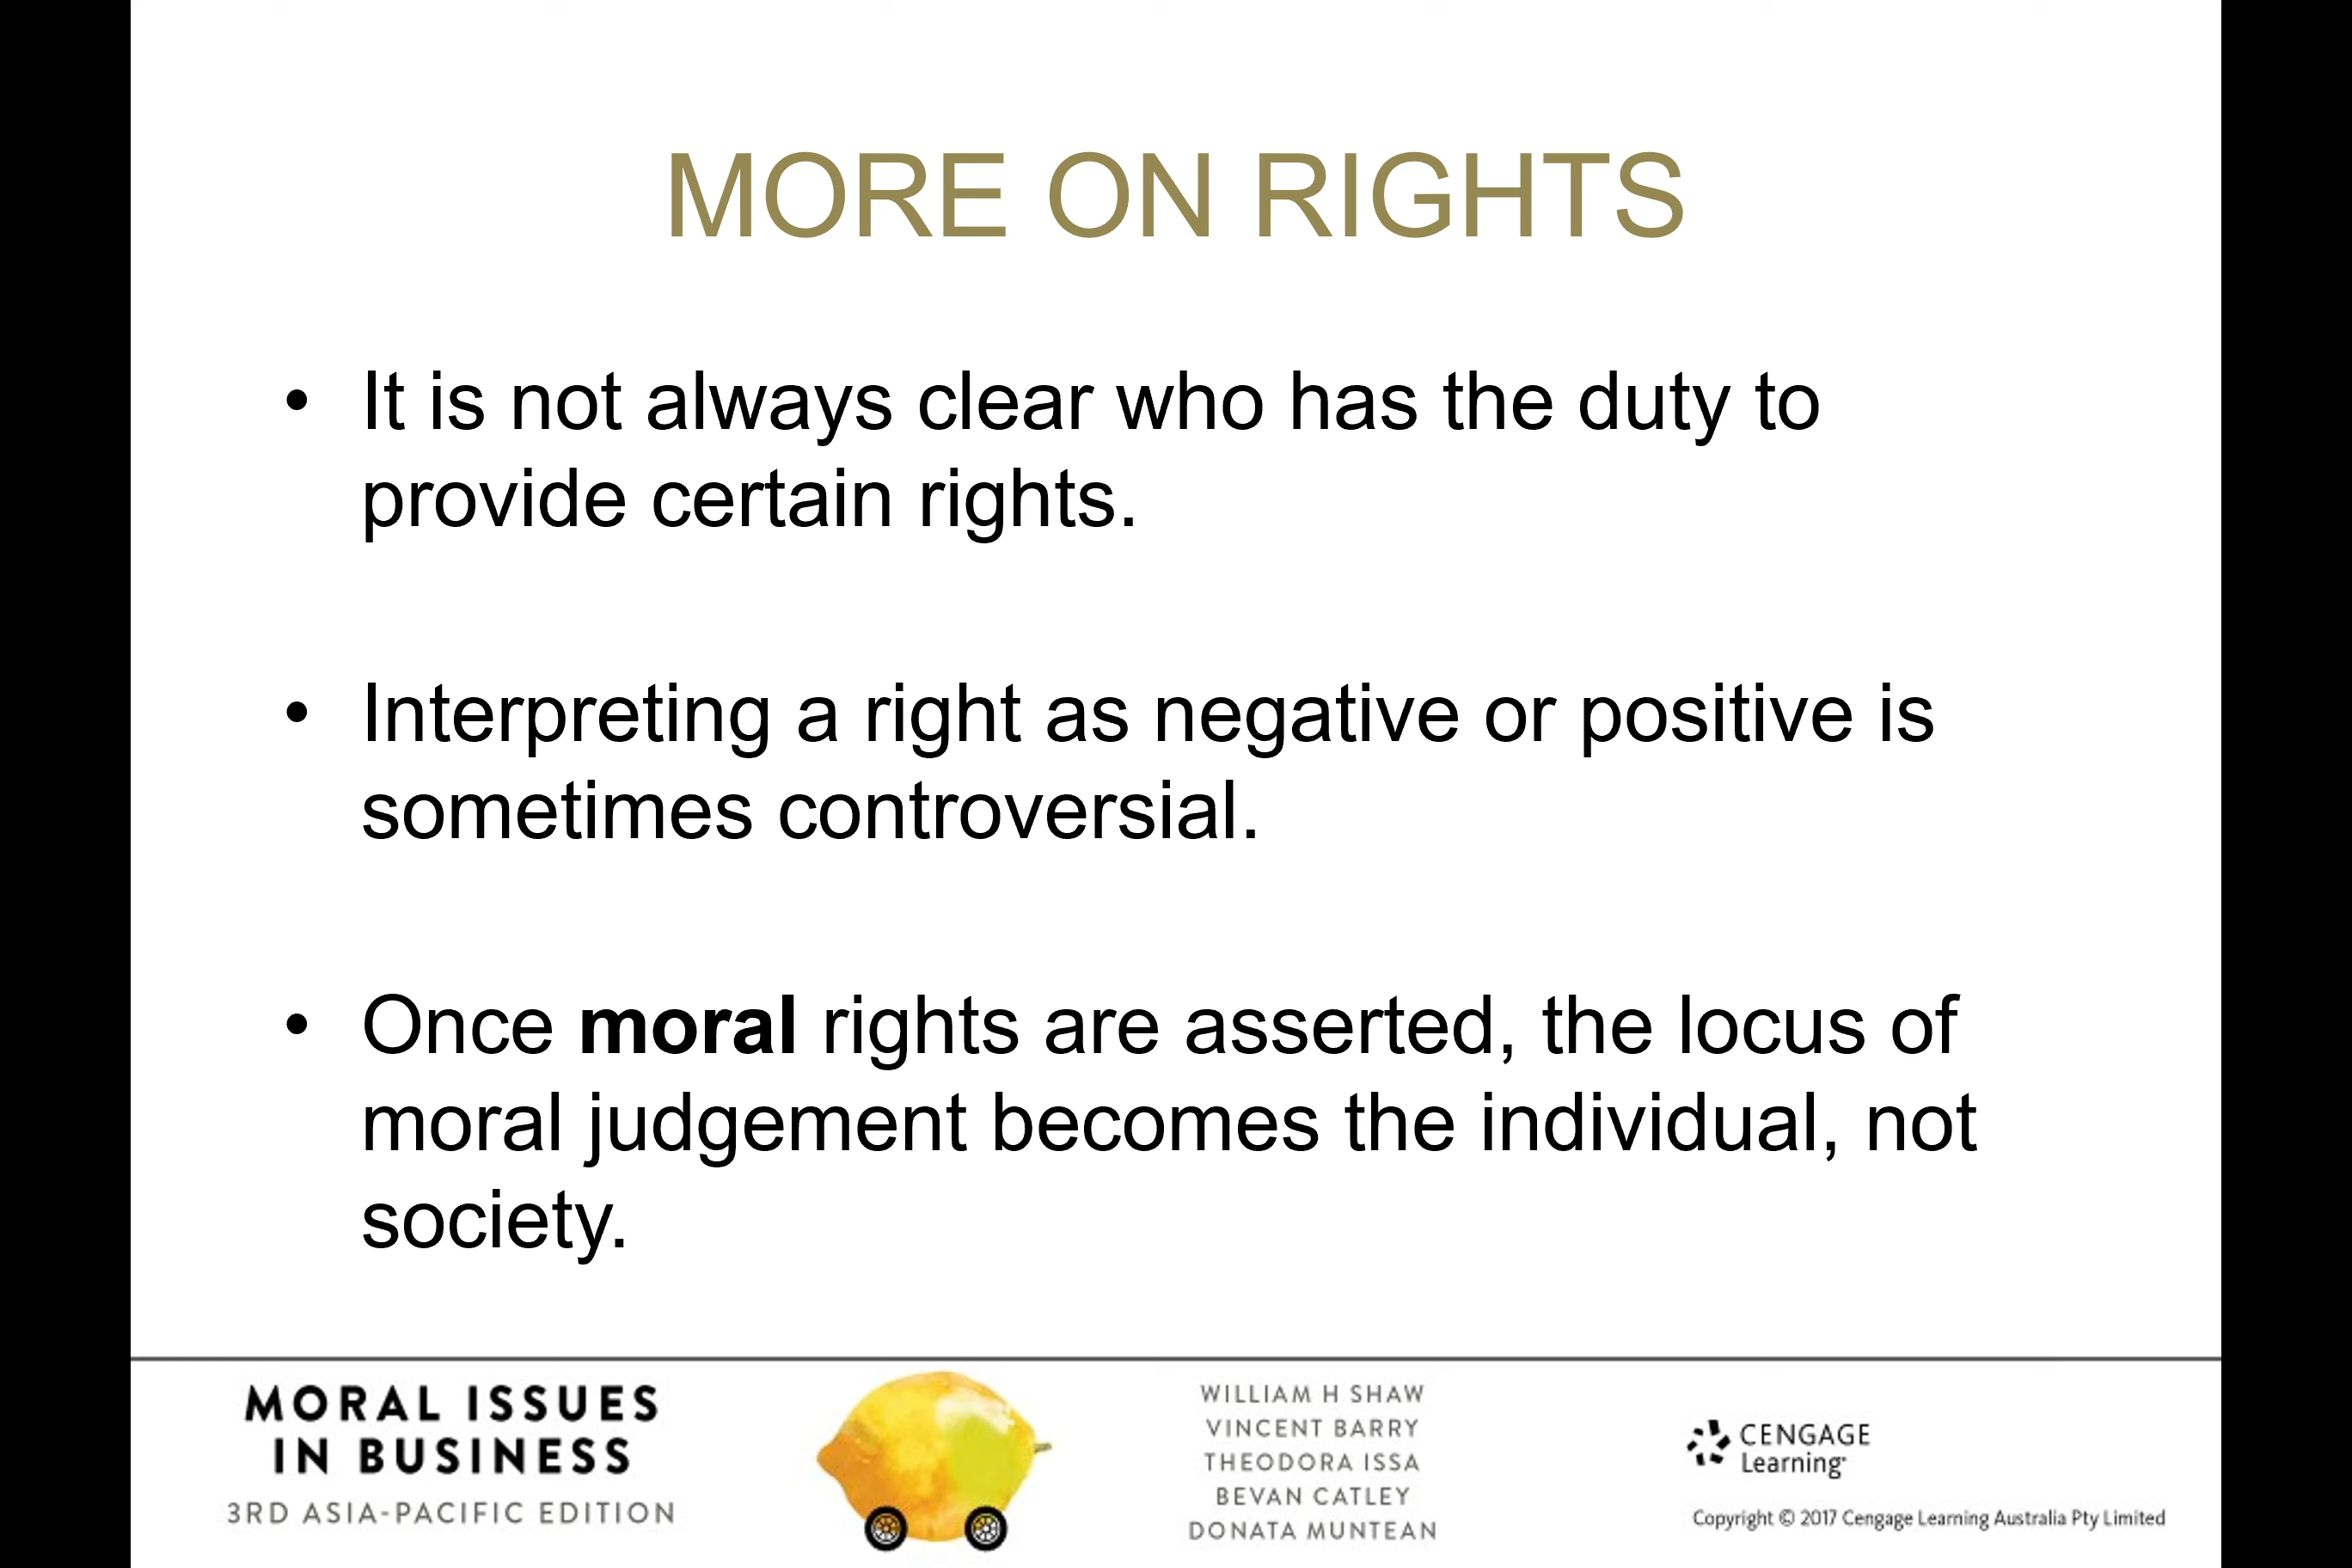 MORE ON RIGHTS
• It is not always clear who has the duty to
provide certain rights.
• Interpreting a right as negative or positive is
sometimes controversial.
• Once moral rights are asserted, the locus of
moral judgement becomes the individual, not
society.
MORAL ISSUES
IN BUSINESS
3RD ASIA-PACIFIC EDITION
WILLIAM H SHAW
VINCENT BARRY
THEODORA ISSA
BEVAN CATLEY
DONATA MUNTEAN
CENGAGE
Learning®
Copyright © 2017 Cengage Learning Australia Pty Limited